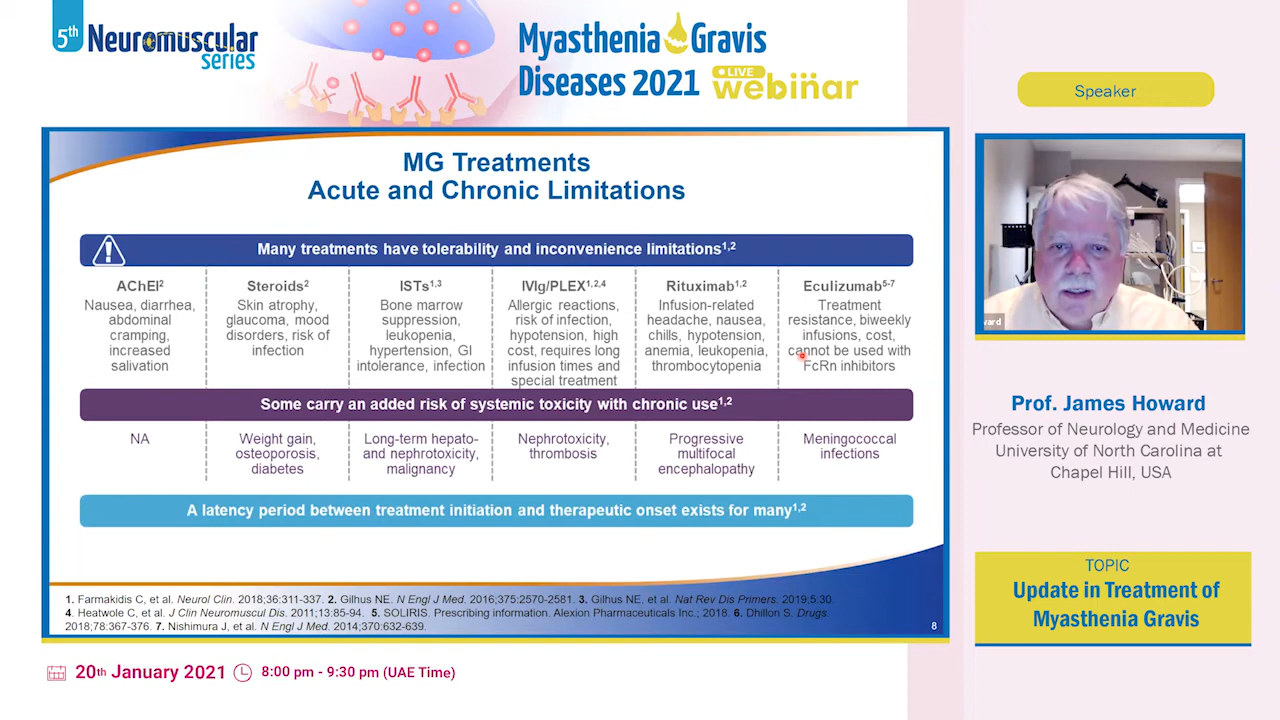 5th Neuromuscular series
Myasthenia Gravis
Diseases 2021 LIVE webinar
MG Treatments
Acute and Chronic Limitations
Many treatments have tolerability and inconvenience limitations1,2
AChEI2
Nausea, diarrhea,
abdominal
cramping,
increased
salivation
Steroids2
Skin atrophy,
glaucoma, mood
disorders, risk of
infection
ISTs1,3
Bone marrow
suppression,
leukopenia,
hypertension, GI
intolerance, infection
IVIg/PLEX1,2,4
Allergic reactions,
risk of infection,
hypotension, high
cost, requires long
infusion times and
special treatment
Rituximab1,2
Infusion-related
headache, nausea,
chills, hypotension,
anemia, leukopenia,
thrombocytopenia
Eculizumab5-7
Treatment
resistance, biweekly
infusions, cost,
cannot be used with
FcRn inhibitors
Some carry an added risk of systemic toxicity with chronic use1,2
NA
Weight gain,
osteoporosis,
diabetes
Long-term hepato-
and nephrotoxicity,
malignancy
Nephrotoxicity,
thrombosis
Progressive
multifocal
encephalopathy
Meningococcal
infections
A latency period between treatment initiation and therapeutic onset exists for many1,2
1. Farmakidis C, et al. Neurol Clin. 2018;36:311-337. 2. Gilhus NE. N Engl J Med. 2016;375:2570-2581. 3. Gilhus NE, et al. Nat Rev Dis Primers. 2019;5:30.
4. Heatwole C, et al. J Clin Neuromuscul Dis. 2011;13:85-94. 5. SOLIRIS. Prescribing information. Alexion Pharmaceuticals Inc.; 2018. 6. Dhillon S. Drugs.
2018;78:367-376. 7. Nishimura J, et al. N Engl J Med. 2014;370:632-639.
8
20th January 2021 8:00 pm - 9:30 pm (UAE Time)
Speaker
ward
Prof. James Howard
Professor of Neurology and Medicine
University of North Carolina at
Chapel Hill, USA
TOPIC
Update in Treatment of
Myasthenia Gravis